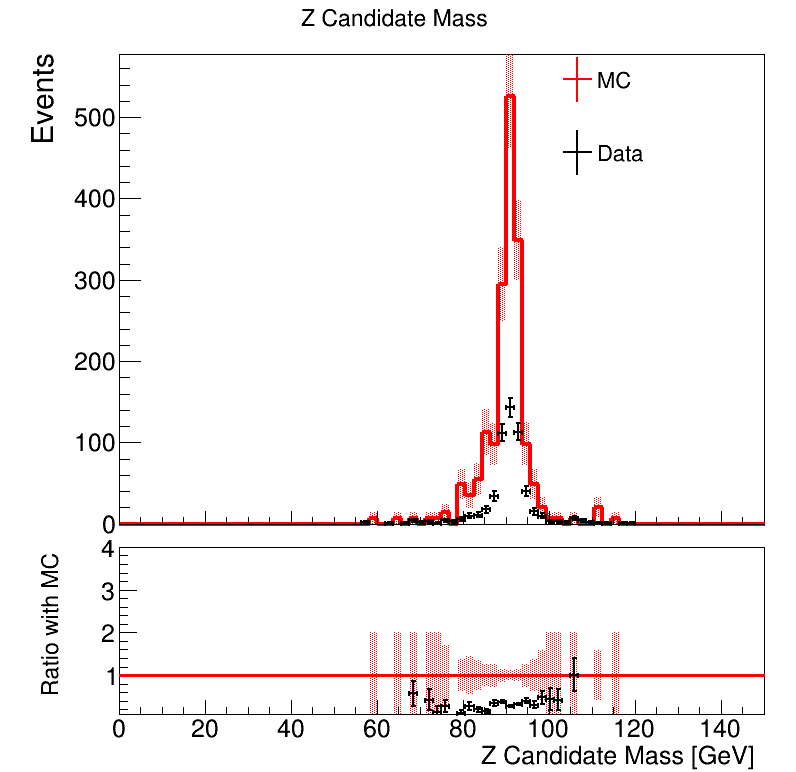 Z Candidate Mass
Events
500
400
300
200
100
0
MC
Data
Ratio with MC
4
3
2
1
0 20 40 60 80 100 120 140
Z Candidate Mass [GeV]